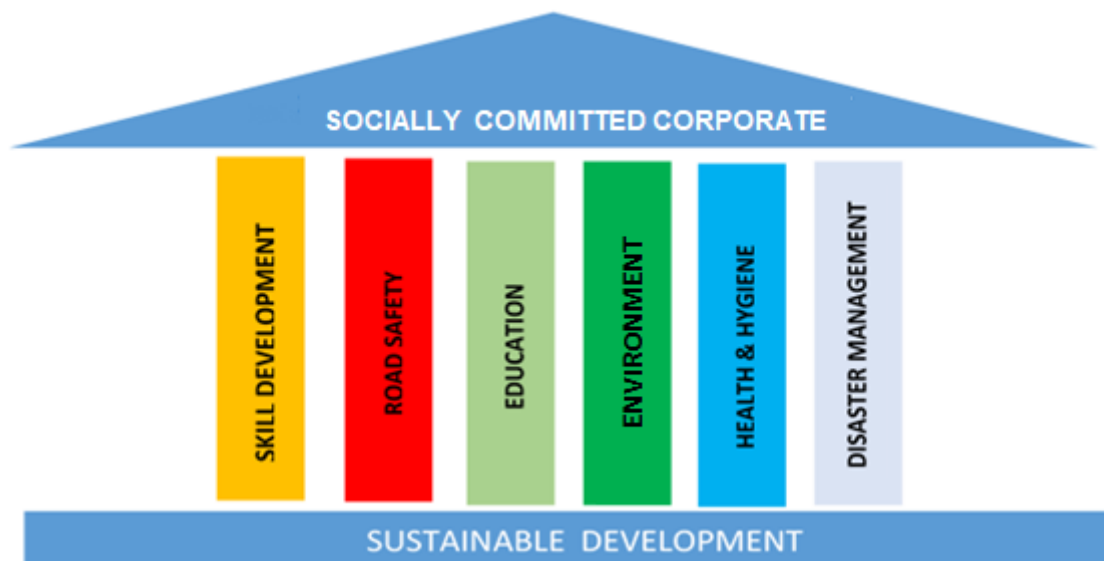 SOCIALLY COMMITTED CORPORATE
SKILL DEVELOPMENT
ROAD SAFETY
EDUCATION
ENVIRONMENT
HEALTH & HYGIENE
DISASTER MANAGEMENT
SUSTAINABLE DEVELOPMENT